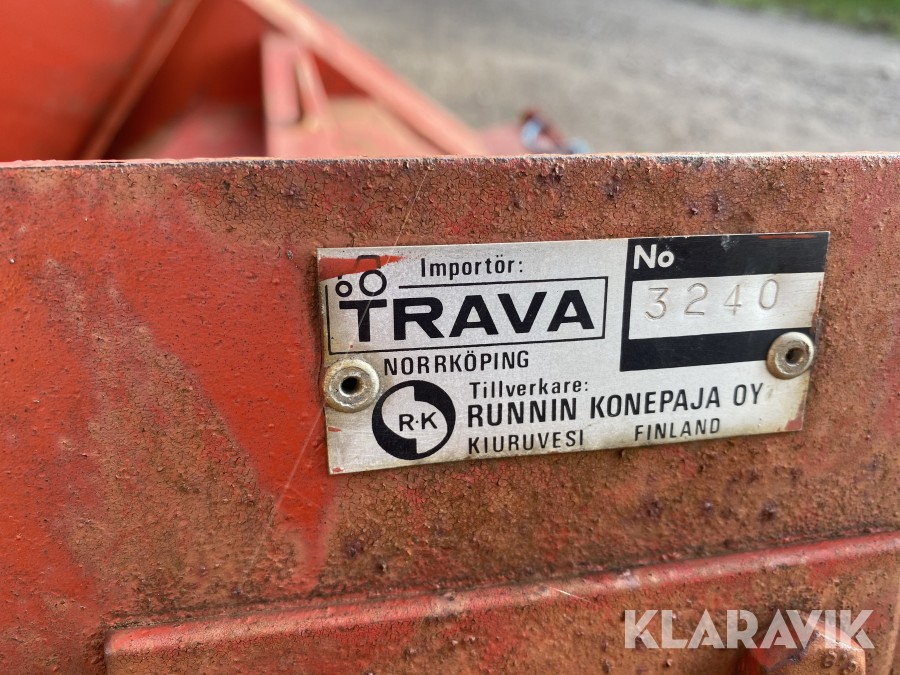 Importör:
TRAVA
NORRKÖPING
No
3240
Tillverkare:
R·K
RUNNIN KONEPAJA OY
KIURUVESI FINLAND
KLARAVIK